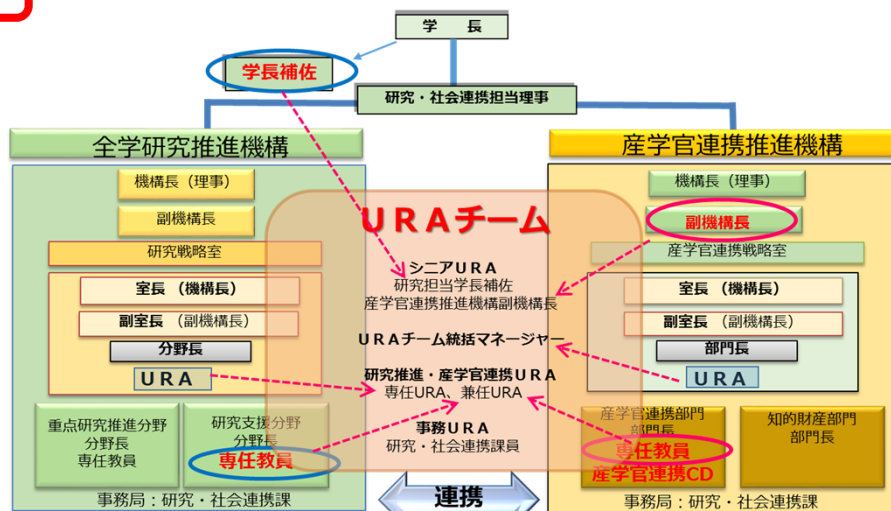 学　長
学長補佐
研究・社会連携担当理事
全学研究推進機構
機構長（理事）
副機構長
研究戦略室
室長（機構長）
副室長（副機構長）
分野長
ＵＲＡ
重点研究推進分野
分野長
専任教員
研究支援分野
分野長
専任教員
事務局：研究・社会連携課
ＵＲＡチーム
シニアＵＲＡ
研究担当学長補佐
産学官連携推進機構副機構長
ＵＲＡチーム統括マネージャー
研究推進・産学官連携ＵＲＡ
専任URA、兼任URA
事務ＵＲＡ
研究・社会連携課員
連携
産学官連携推進機構
機構長（理事）
副機構長
産学官連携戦略室
室長（機構長）
副室長（副機構長）
部門長
ＵＲＡ
産学官連携部門
部門長
専任教員
産学官連携CD
知的財産部門
部門長
事務局：研究・社会連携課